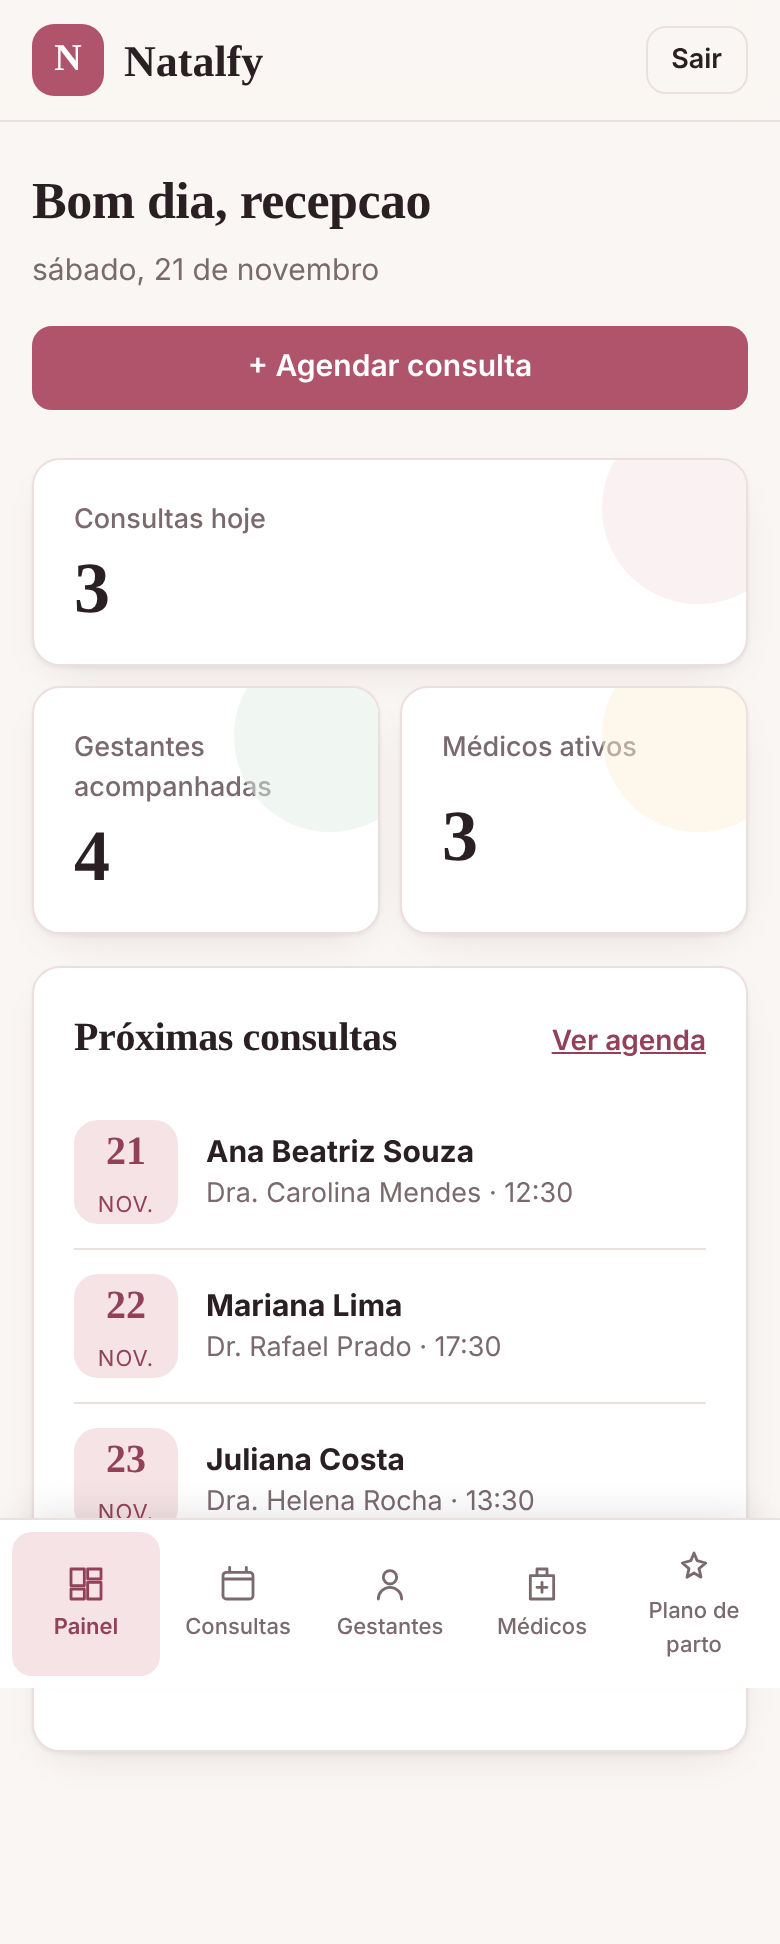 N
Natalfy
Sair
Bom dia, recepcao
sábado, 21 de novembro
+ Agendar consulta
Consultas hoje
3
Gestantes
acompanhadas
4
Médicos ativos
3
Próximas consultas
Ver agenda
21
NOV.
Ana Beatriz Souza
Dra. Carolina Mendes · 12:30
22
NOV.
Mariana Lima
Dr. Rafael Prado · 17:30
23
NOV.
Juliana Costa
Dra. Helena Rocha · 13:30
Painel
Consultas
Gestantes
Médicos
Plano de
parto